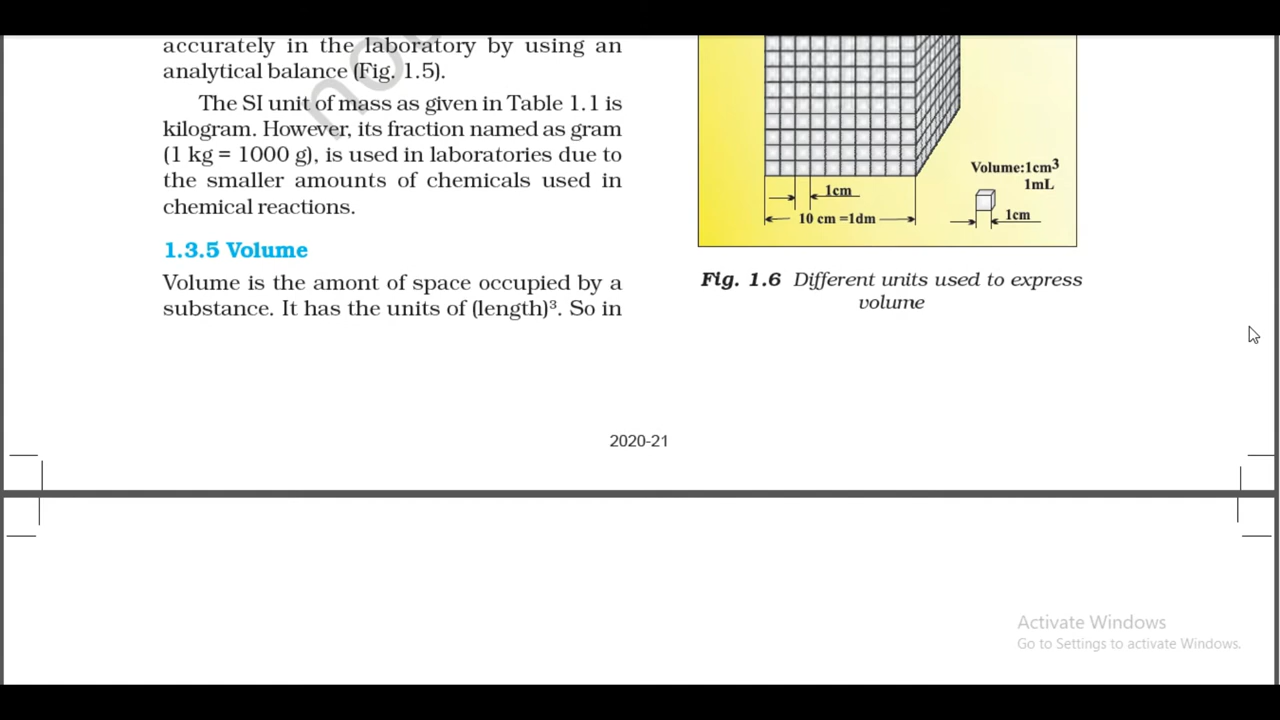 accurately in the laboratory by using an
analytical balance (Fig. 1.5).
The SI unit of mass as given in Table 1.1 is
kilogram. However, its fraction named as gram
(1 kg = 1000 g), is used in laboratories due to
the smaller amounts of chemicals used in
chemical reactions.
1.3.5 Volume
Volume is the amont of space occupied by a
substance. It has the units of (length)³. So in
no
1cm
10 cm =1dm
Volume:1cm³
1mL
1cm
Fig. 1.6 Different units used to express
volume
2020-21
Activate Windows
Go to Settings to activate Windows.